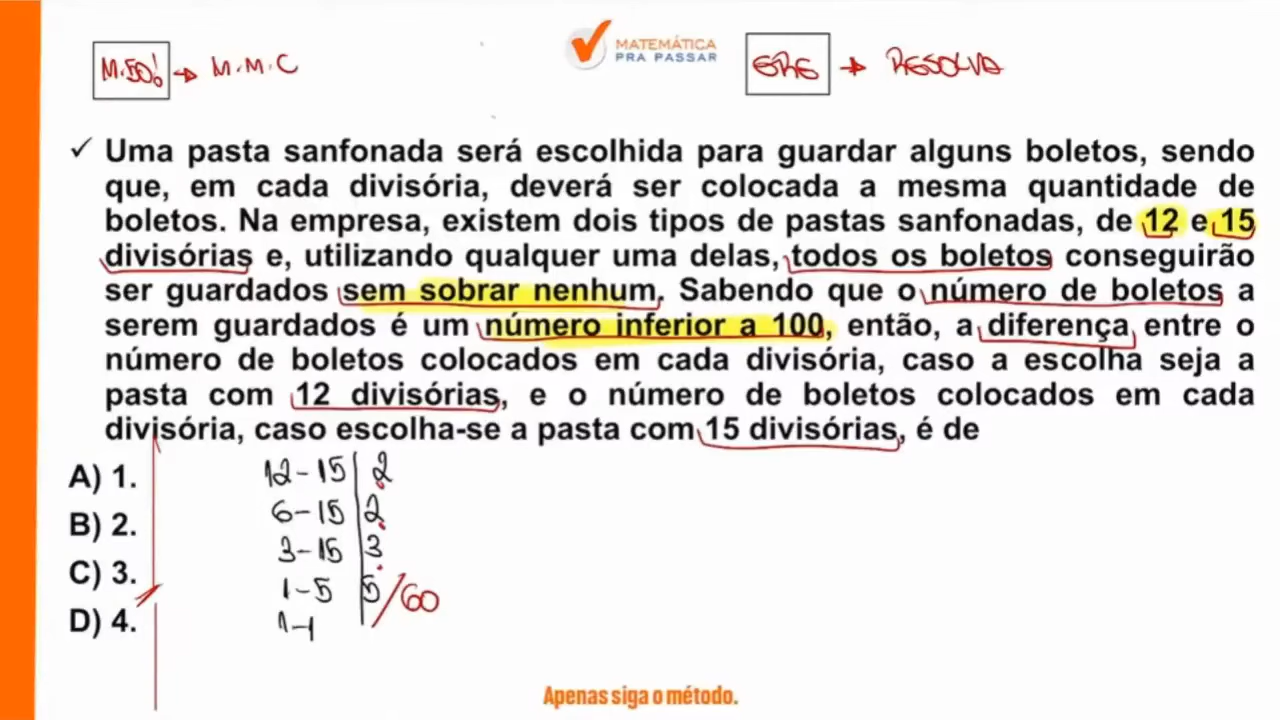 M.5O! → M.M.C
MATEMÁTICA
PRA PASSAR
→ RESOLVA
✓ Uma pasta sanfonada será escolhida para guardar alguns boletos, sendo
que, em cada divisória, deverá ser colocada a mesma quantidade de
boletos. Na empresa, existem dois tipos de pastas sanfonadas, de 12 e 15
divisórias e, utilizando qualquer uma delas, todos os boletos conseguirão
ser guardados sem sobrar nenhum. Sabendo que o número de boletos a
serem guardados é um número inferior a 100, então, a diferença entre o
número de boletos colocados em cada divisória, caso a escolha seja a
pasta com 12 divisórias, e o número de boletos colocados em cada
divisória, caso escolha-se a pasta com 15 divisórias, é de
A) 1.
B) 2.
C) 3.
D) 4.
12-15 | 2
6-15 | 2
3-15 | 3
1-5 | 5 / 60
1-1
Apenas siga o método.